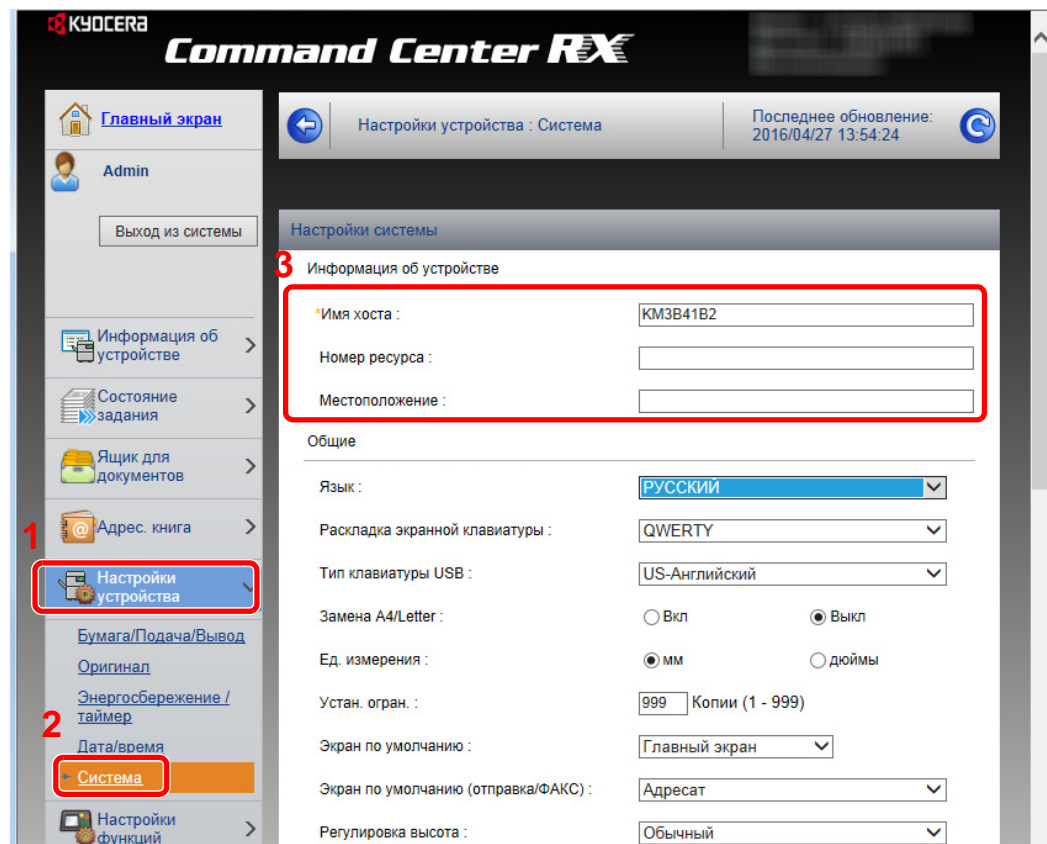 KYOCERA
Command Center RX
Главный экран
Admin
Выход из системы
Информация об
устройстве
Состояние
задания
Ящик для
документов
Адрес. книга
1
Настройки
устройства
Бумага/Подача/Вывод
Оригинал
Энергосбережение /
таймер
2
Дата/время
Система
Настройки
функций
Настройки устройства : Система
Последнее обновление:
2016/04/27 13:54:24
Настройки системы
3
Информация об устройстве
*Имя хоста : KM3B41B2
Номер ресурса :
Местоположение :
Общие
Язык : РУССКИЙ
Раскладка экранной клавиатуры : QWERTY
Тип клавиатуры USB : US-Английский
Замена A4/Letter : Вкл Выкл
Ед. измерения : мм дюймы
Устан. огран. : 999 Копии (1 - 999)
Экран по умолчанию : Главный экран
Экран по умолчанию (отправка/ФАКС) : Адресат
Регулировка высота : Обычный